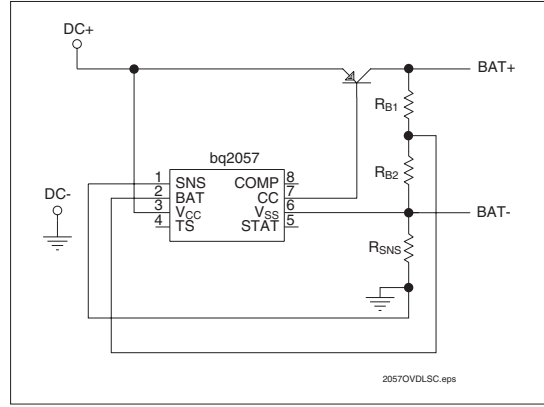 DC+
BAT+
RB1
bq2057
1 SNS COMP 8
2 BAT CC 7
3 VCC VSS 6
4 TS STAT 5
RB2
DC-
BAT-
RSNS
2057OVDLSC.eps